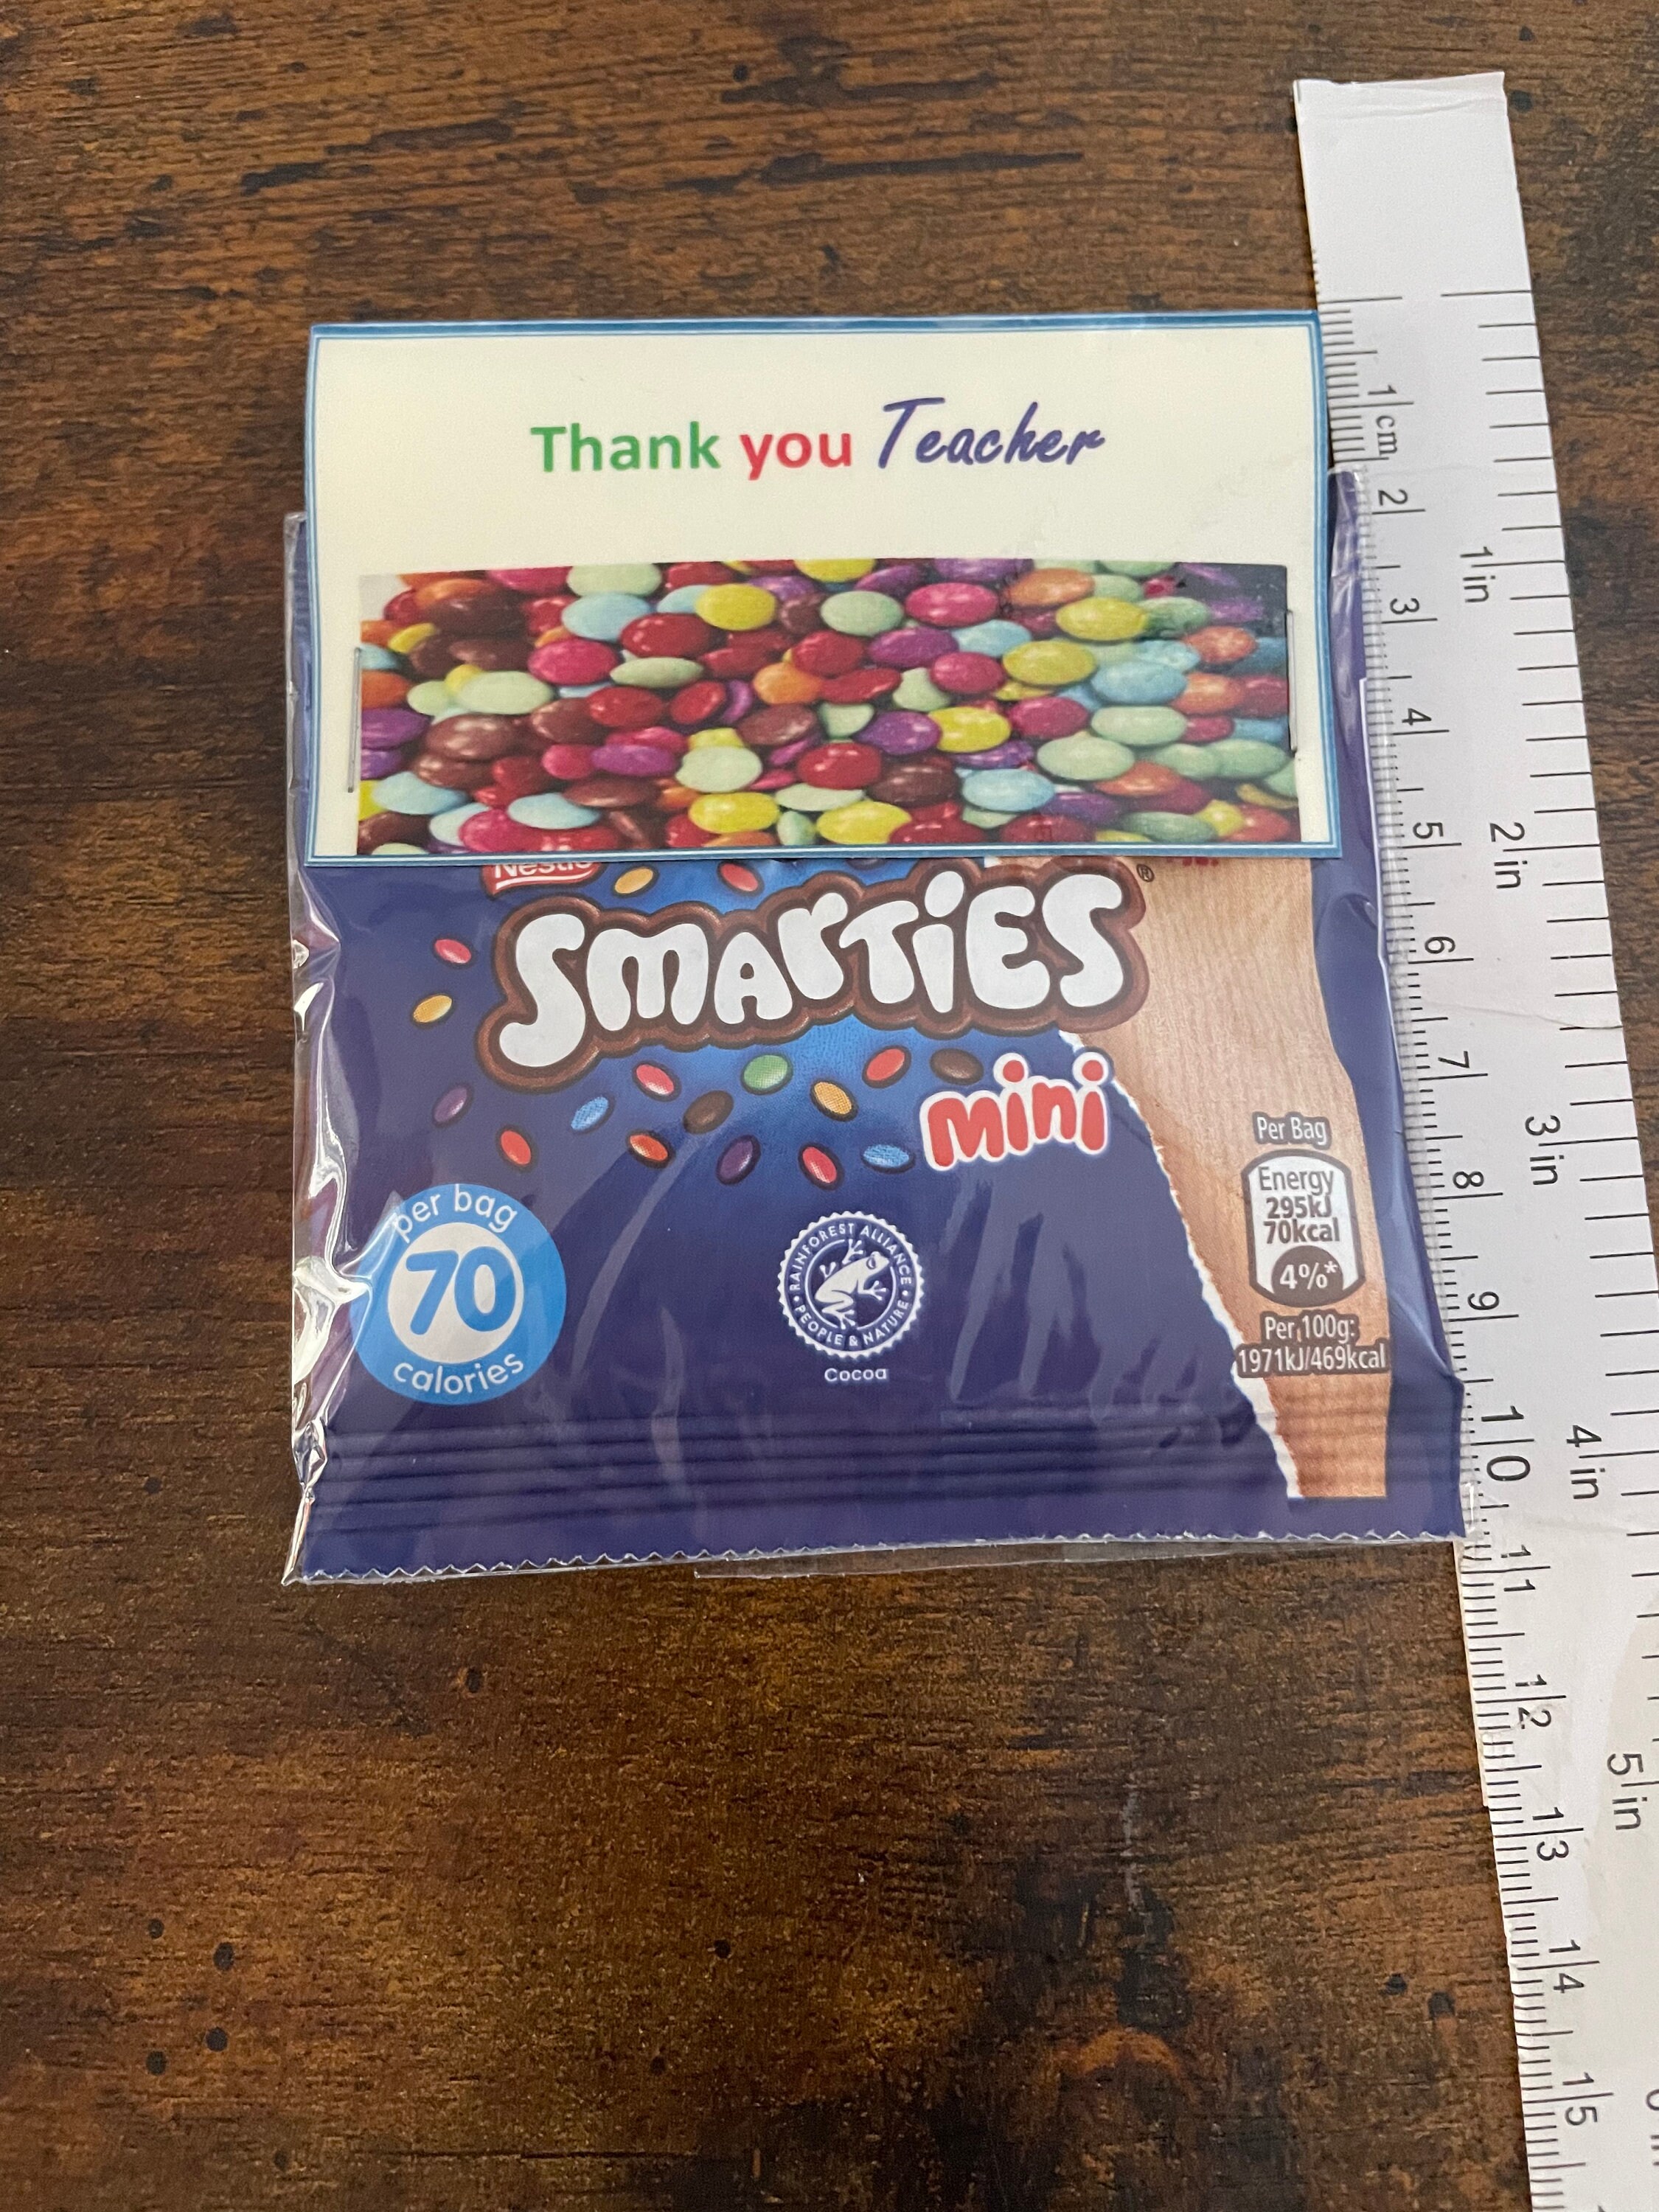 Thank you Teacher
Nestlé
SMARTIES®
mini
per bag
70
calories
RAINFOREST ALLIANCE
• PEOPLE & NATURE •
Cocoa
Per Bag
Energy
295kJ
70kcal
4%*
Per 100g:
1971kJ/469kcal
1 cm
2
3
4
5
6
7
8
9
10
11
12
13
14
15
1 in
2 in
3 in
4 in
5 in